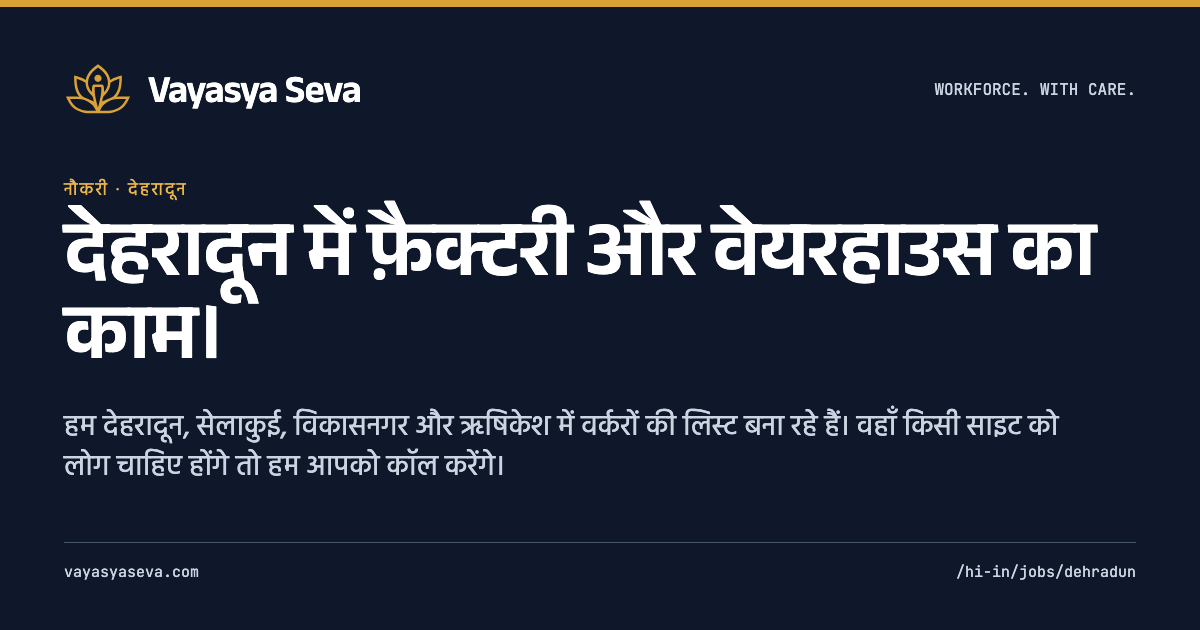 Vayasya Seva
WORKFORCE. WITH CARE.
नौकरी · देहरादून
देहरादून में फ़ैक्टरी और वेयरहाउस का
काम।
हम देहरादून, सेलाकुई, विकासनगर और ऋषिकेश में वर्करों की लिस्ट बना रहे हैं। वहाँ किसी साइट को
लोग चाहिए होंगे तो हम आपको कॉल करेंगे।
vayasyaseva.com
/hi-in/jobs/dehradun